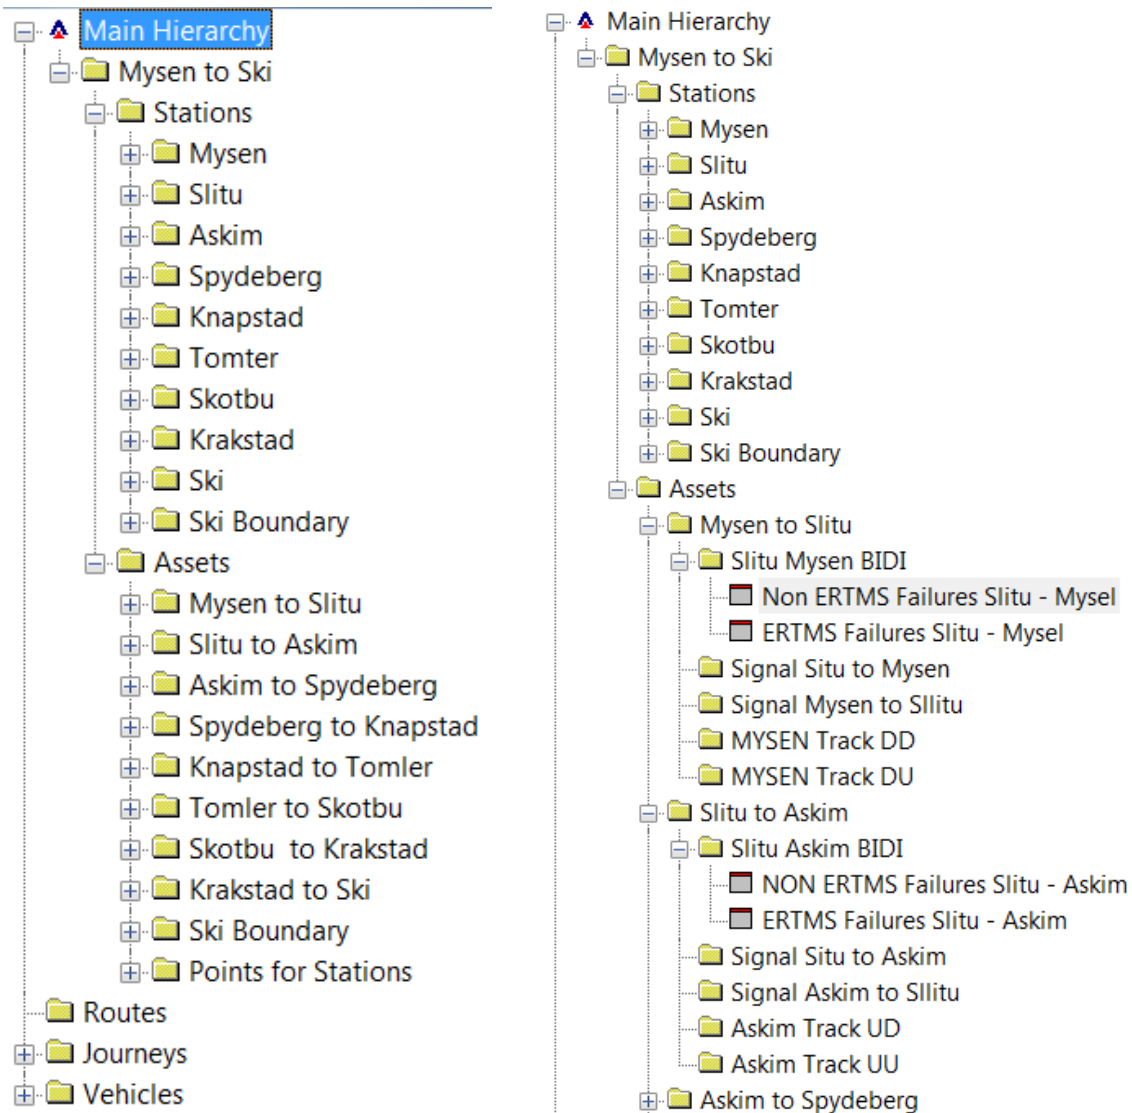 Main Hierarchy
Mysen to Ski
Stations
Mysen
Slitu
Askim
Spydeberg
Knapstad
Tomter
Skotbu
Krakstad
Ski
Ski Boundary
Assets
Mysen to Slitu
Slitu to Askim
Askim to Spydeberg
Spydeberg to Knapstad
Knapstad to Tomler
Tomler to Skotbu
Skotbu to Krakstad
Krakstad to Ski
Ski Boundary
Points for Stations
Routes
Journeys
Vehicles
Main Hierarchy
Mysen to Ski
Stations
Mysen
Slitu
Askim
Spydeberg
Knapstad
Tomter
Skotbu
Krakstad
Ski
Ski Boundary
Assets
Mysen to Slitu
Slitu Mysen BIDI
Non ERTMS Failures Slitu - Mysel
ERTMS Failures Slitu - Mysel
Signal Situ to Mysen
Signal Mysen to Sllitu
MYSEN Track DD
MYSEN Track DU
Slitu to Askim
Slitu Askim BIDI
NON ERTMS Failures Slitu - Askim
ERTMS Failures Slitu - Askim
Signal Situ to Askim
Signal Askim to Sllitu
Askim Track UD
Askim Track UU
Askim to Spydeberg